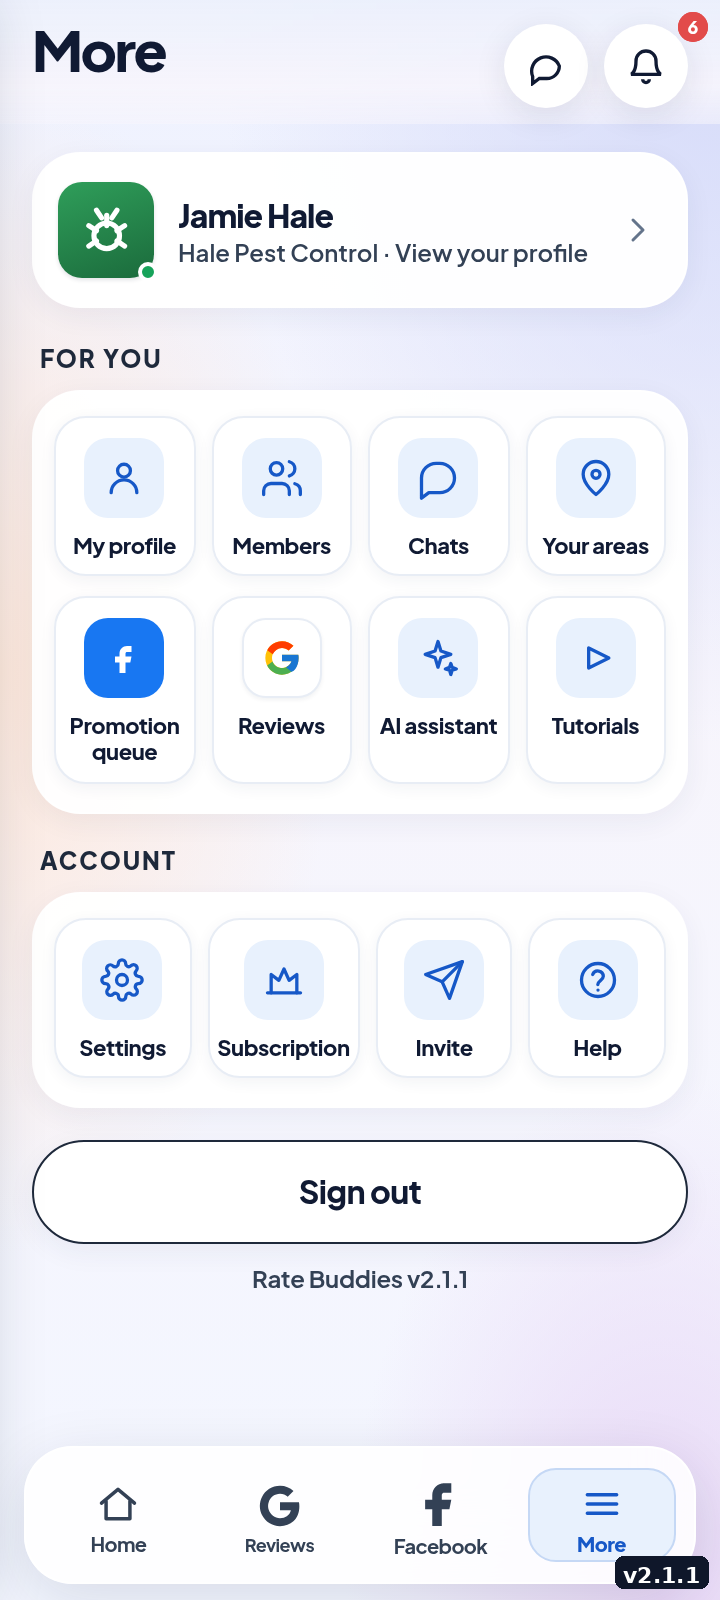 More
6
Jamie Hale
Hale Pest Control · View your profile
FOR YOU
My profile
Members
Chats
Your areas
Promotion
queue
Reviews
AI assistant
Tutorials
ACCOUNT
Settings
Subscription
Invite
Help
Sign out
Rate Buddies v2.1.1
Home
Reviews
Facebook
More
v2.1.1